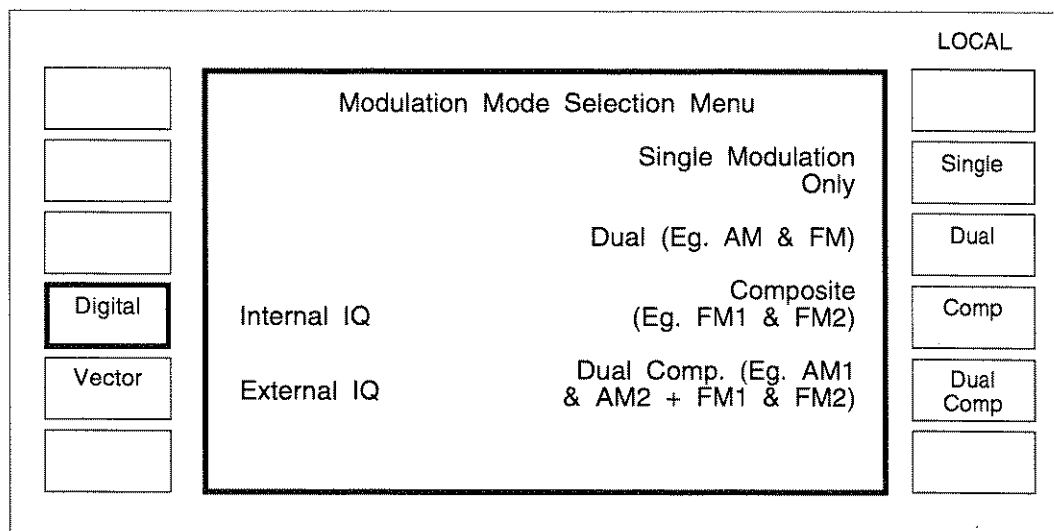 LOCAL
Modulation Mode Selection Menu
Single Modulation
Only
Single
Dual (Eg. AM & FM)
Dual
Digital
Internal IQ
Composite
(Eg. FM1 & FM2)
Comp
Vector
External IQ
Dual Comp. (Eg. AM1
& AM2 + FM1 & FM2)
Dual
Comp